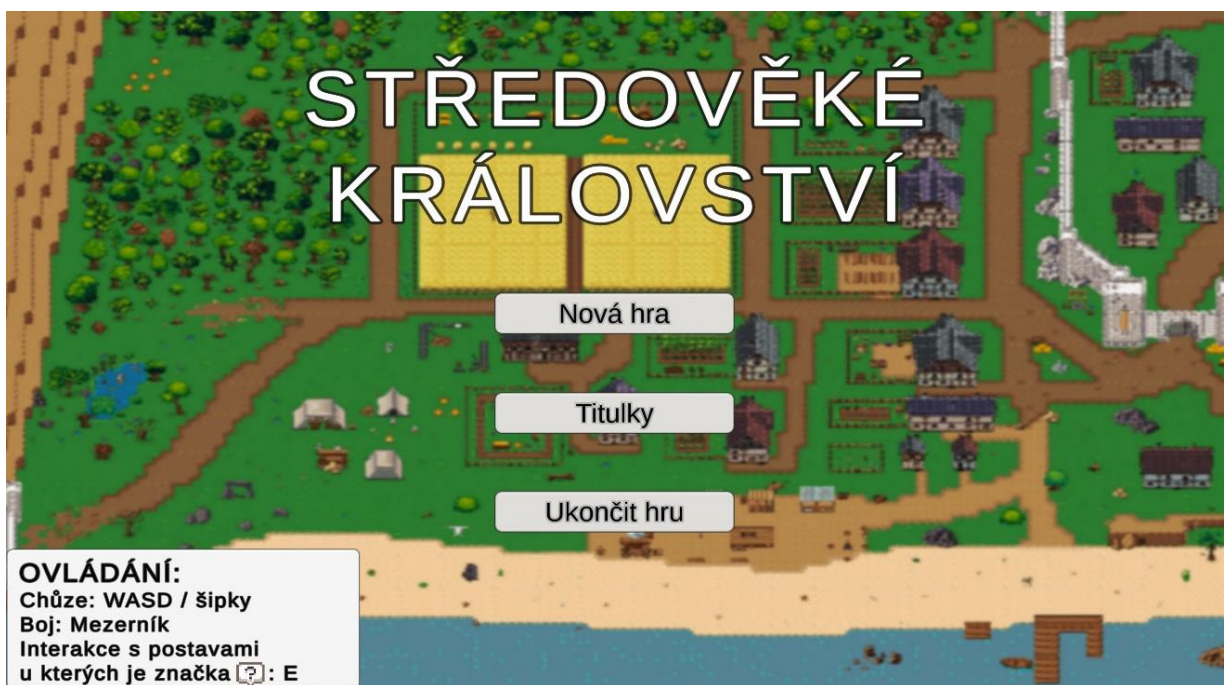 STŘEDOVĚKÉ
KRÁLOVSTVÍ
Nová hra
Titulky
Ukončit hru
OVLÁDÁNÍ:
Chůze: WASD / šipky
Boj: Mezerník
Interakce s postavami
u kterých je značka ? : E